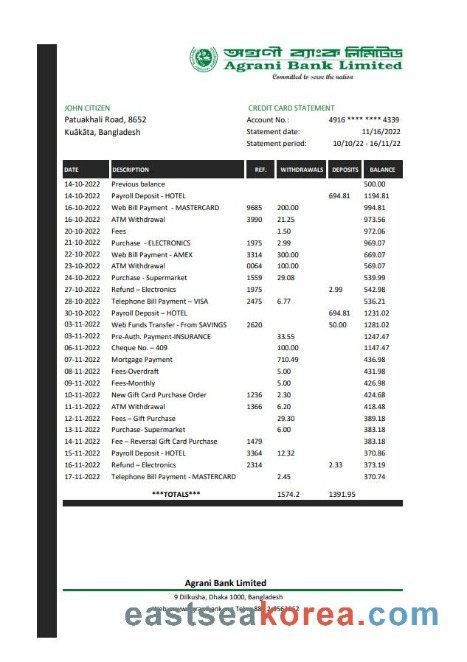 অগ্রণী ব্যাংক লিমিটেড
Agrani Bank Limited
Committed to serve the nation
JOHN CITIZEN CREDIT CARD STATEMENT
Patuakhali Road, 8652 Account No.: 4916 **** **** 4339
Kuākāta, Bangladesh Statement date: 11/16/2022
Statement period: 10/10/22 - 16/11/22
DATE DESCRIPTION REF. WITHDRAWALS DEPOSITS BALANCE
14-10-2022 Previous balance 500.00
14-10-2022 Payroll Deposit - HOTEL 694.81 1194.81
16-10-2022 Web Bill Payment - MASTERCARD 9685 200.00 994.81
16-10-2022 ATM Withdrawal 3990 21.25 973.56
20-10-2022 Fees 1.50 972.06
21-10-2022 Purchase - ELECTRONICS 1975 2.99 969.07
22-10-2022 Web Bill Payment - AMEX 3314 300.00 669.07
23-10-2022 ATM Withdrawal 0064 100.00 569.07
24-10-2022 Purchase - Supermarket 1559 29.08 539.99
27-10-2022 Refund – Electronics 1975 2.99 542.98
28-10-2022 Telephone Bill Payment – VISA 2475 6.77 536.21
30-10-2022 Payroll Deposit – HOTEL 694.81 1231.02
03-11-2022 Web Funds Transfer - From SAVINGS 2620 50.00 1281.02
03-11-2022 Pre-Auth. Payment-INSURANCE 33.55 1247.47
06-11-2022 Cheque No. – 409 100.00 1147.47
07-11-2022 Mortgage Payment 710.49 436.98
08-11-2022 Fees-Overdraft 5.00 431.98
09-11-2022 Fees-Monthly 5.00 426.98
10-11-2022 New Gift Card Purchase Order 1236 2.30 424.68
11-11-2022 ATM Withdrawal 1366 6.20 418.48
12-11-2022 Fees – Gift Purchase 29.30 389.18
13-11-2022 Purchase- Supermarket 6.00 383.18
14-11-2022 Fee – Reversal Gift Card Purchase 1479 383.18
15-11-2022 Payroll Deposit - HOTEL 3364 12.32 370.86
16-11-2022 Refund – Electronics 2314 2.33 373.19
17-11-2022 Telephone Bill Payment - MASTERCARD 2.45 370.74
***TOTALS*** 1574.2 1391.95
Agrani Bank Limited
9 Dilkusha, Dhaka 1000, Bangladesh
eastseakorea.com